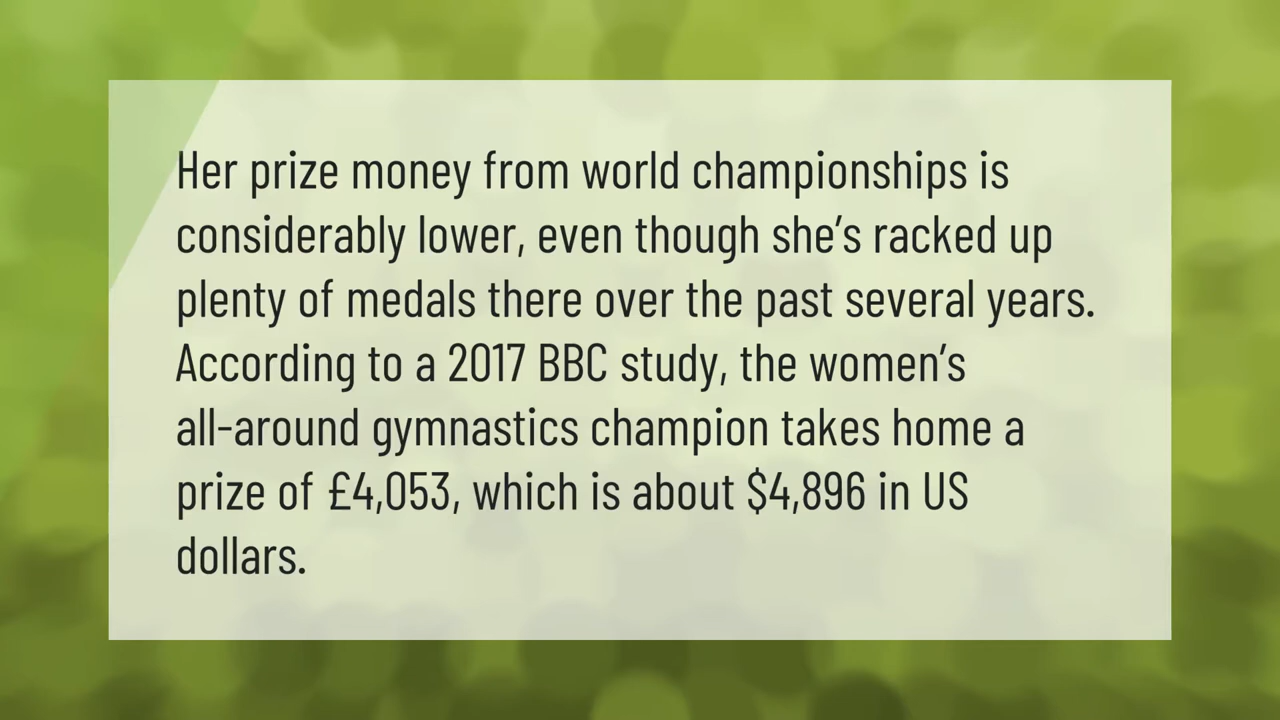 Her prize money from world championships is
considerably lower, even though she’s racked up
plenty of medals there over the past several years.
According to a 2017 BBC study, the women’s
all-around gymnastics champion takes home a
prize of £4,053, which is about $4,896 in US
dollars.